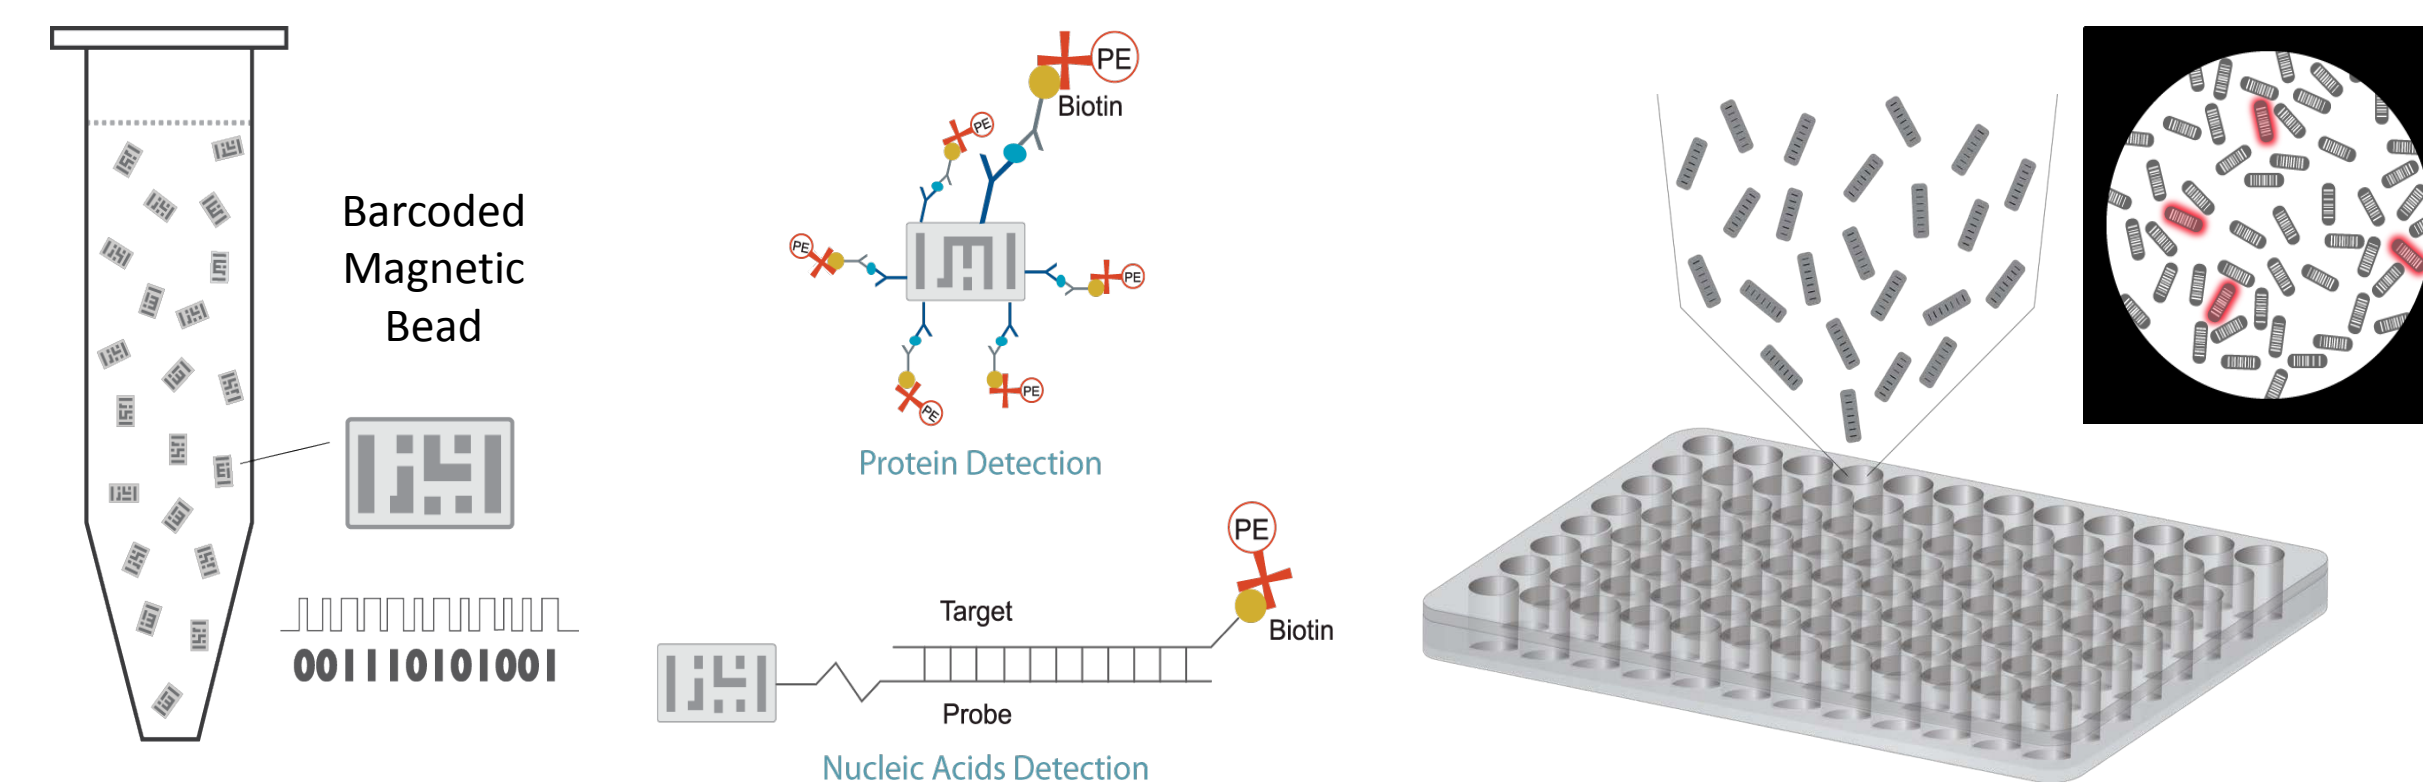 Barcoded
Magnetic
Bead
001110101001
PE
Biotin
PE
PE
PE
PE
PE
Protein Detection
PE
Target
Biotin
Probe
Nucleic Acids Detection